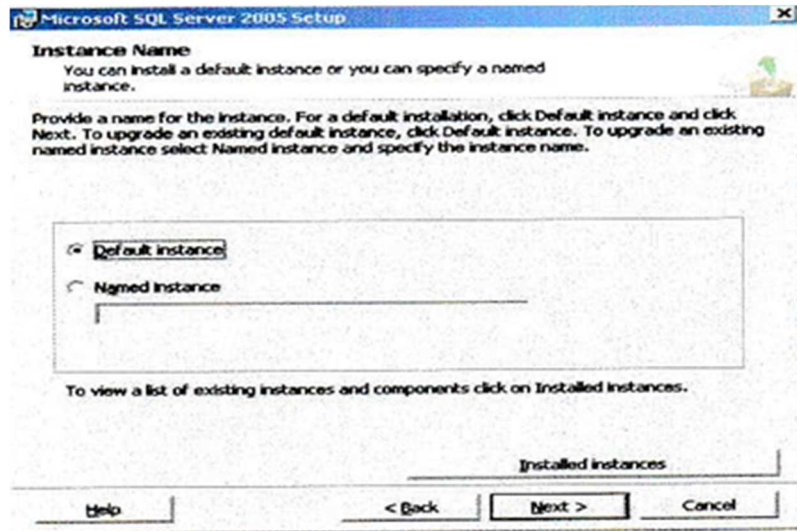 Microsoft SQL Server 2005 Setup
Instance Name
You can install a default instance or you can specify a named
instance.
Provide a name for the instance. For a default installation, click Default instance and click
Next. To upgrade an existing default instance, click Default instance. To upgrade an existing
named instance select Named instance and specify the instance name.
Default instance
Named instance
To view a list of existing instances and components click on Installed instances.
Installed instances
Help
< Back
Next >
Cancel